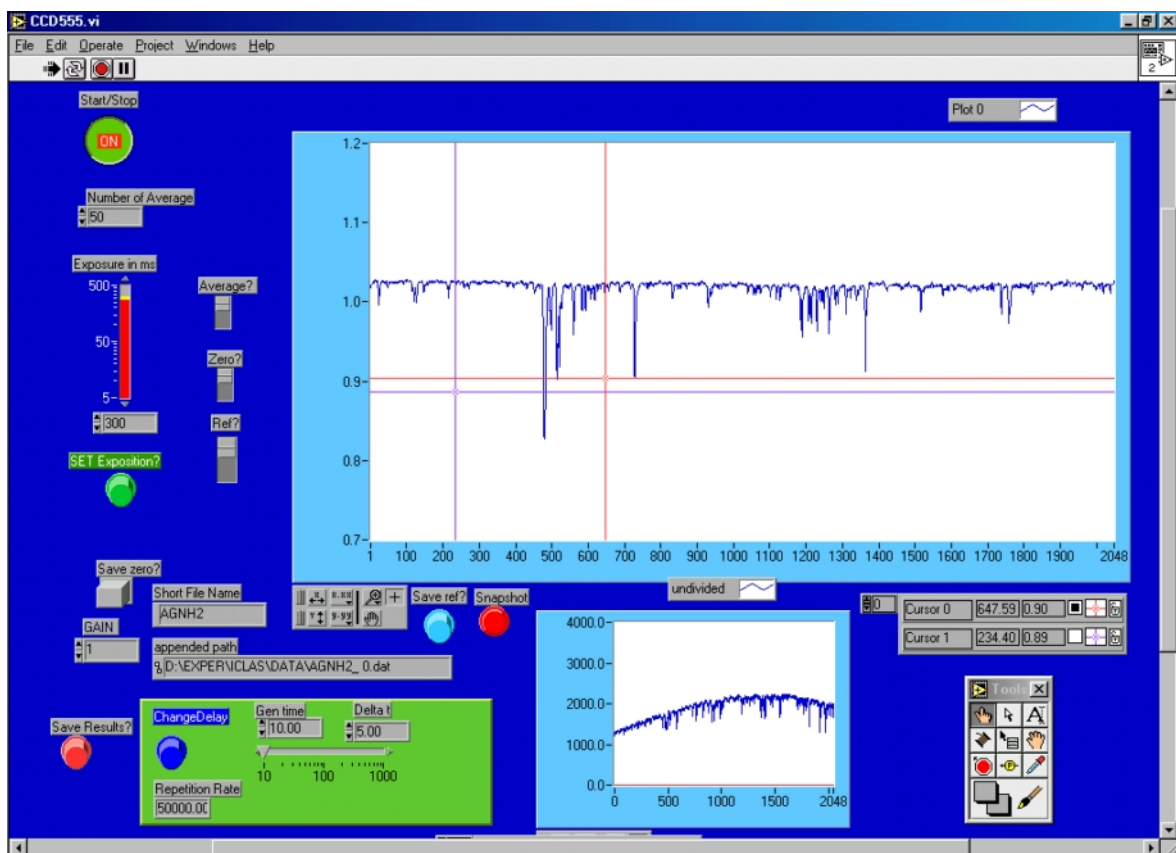 CCD555.vi
File Edit Operate Project Windows Help
2
Start/Stop
ON
Plot 0
Number of Average
50
Exposure in ms
500
50
5
300
Average?
Zero?
Ref?
SET Exposition?
1.2
1.1
1.0
0.9
0.8
0.7
1 100 200 300 400 500 600 700 800 900 1000 1100 1200 1300 1400 1500 1600 1700 1800 1900 2048
Save zero?
GAIN
1
Short File Name
AGNH2
appended path
D:\EXPER\ICLAS\DATA\AGNH2_ 0.dat
Save ref?
Snapshot
undivided
4000.0
3000.0
2000.0
1000.0
0.0
0 500 1000 1500 2048
0
Cursor 0 647.59 0.90
Cursor 1 234.40 0.89
Tools
Save Results?
ChangeDelay
Gen time
10.00
Delta t
5.00
10 100 1000
Repetition Rate